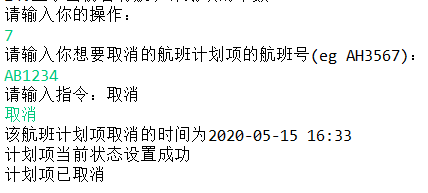 请输入你的操作：
7
请输入你想要取消的航班计划项的航班号(eg AH3567)：
AB1234
请输入指令：取消
取消
该航班计划项取消的时间为2020-05-15 16:33
计划项当前状态设置成功
计划项已取消